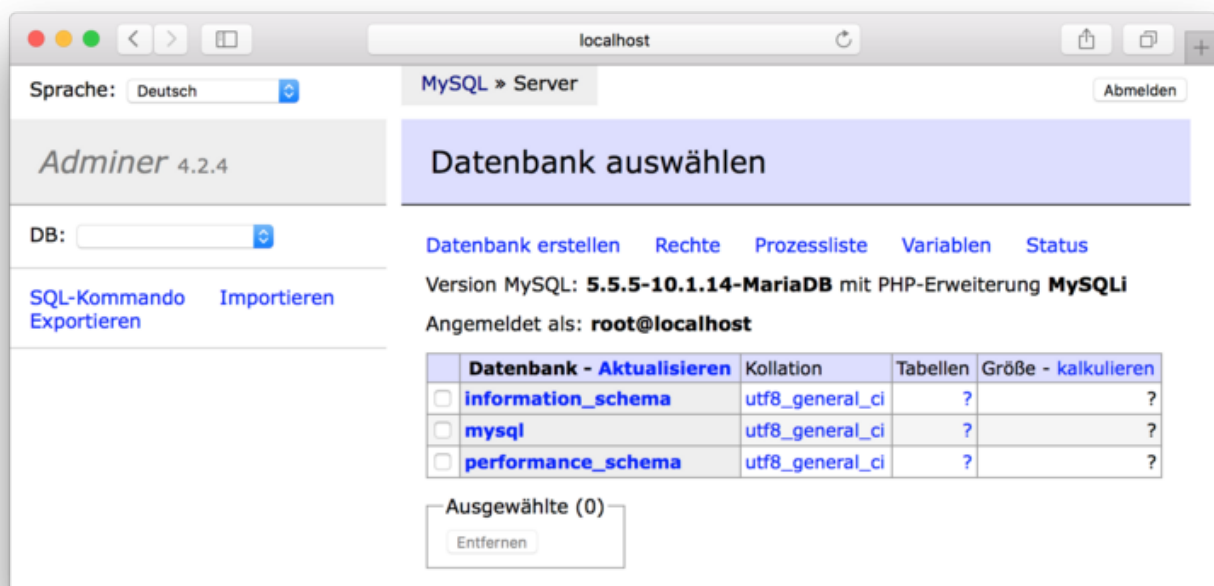 localhost
Sprache: Deutsch
MySQL » Server
Abmelden
Adminer 4.2.4
Datenbank auswählen
DB:
Datenbank erstellen Rechte Prozessliste Variablen Status
SQL-Kommando Importieren
Exportieren
Version MySQL: 5.5.5-10.1.14-MariaDB mit PHP-Erweiterung MySQLi
Angemeldet als: root@localhost
Datenbank - Aktualisieren Kollation Tabellen Größe - kalkulieren
information_schema utf8_general_ci ? ?
mysql utf8_general_ci ? ?
performance_schema utf8_general_ci ? ?
Ausgewählte (0)
Entfernen